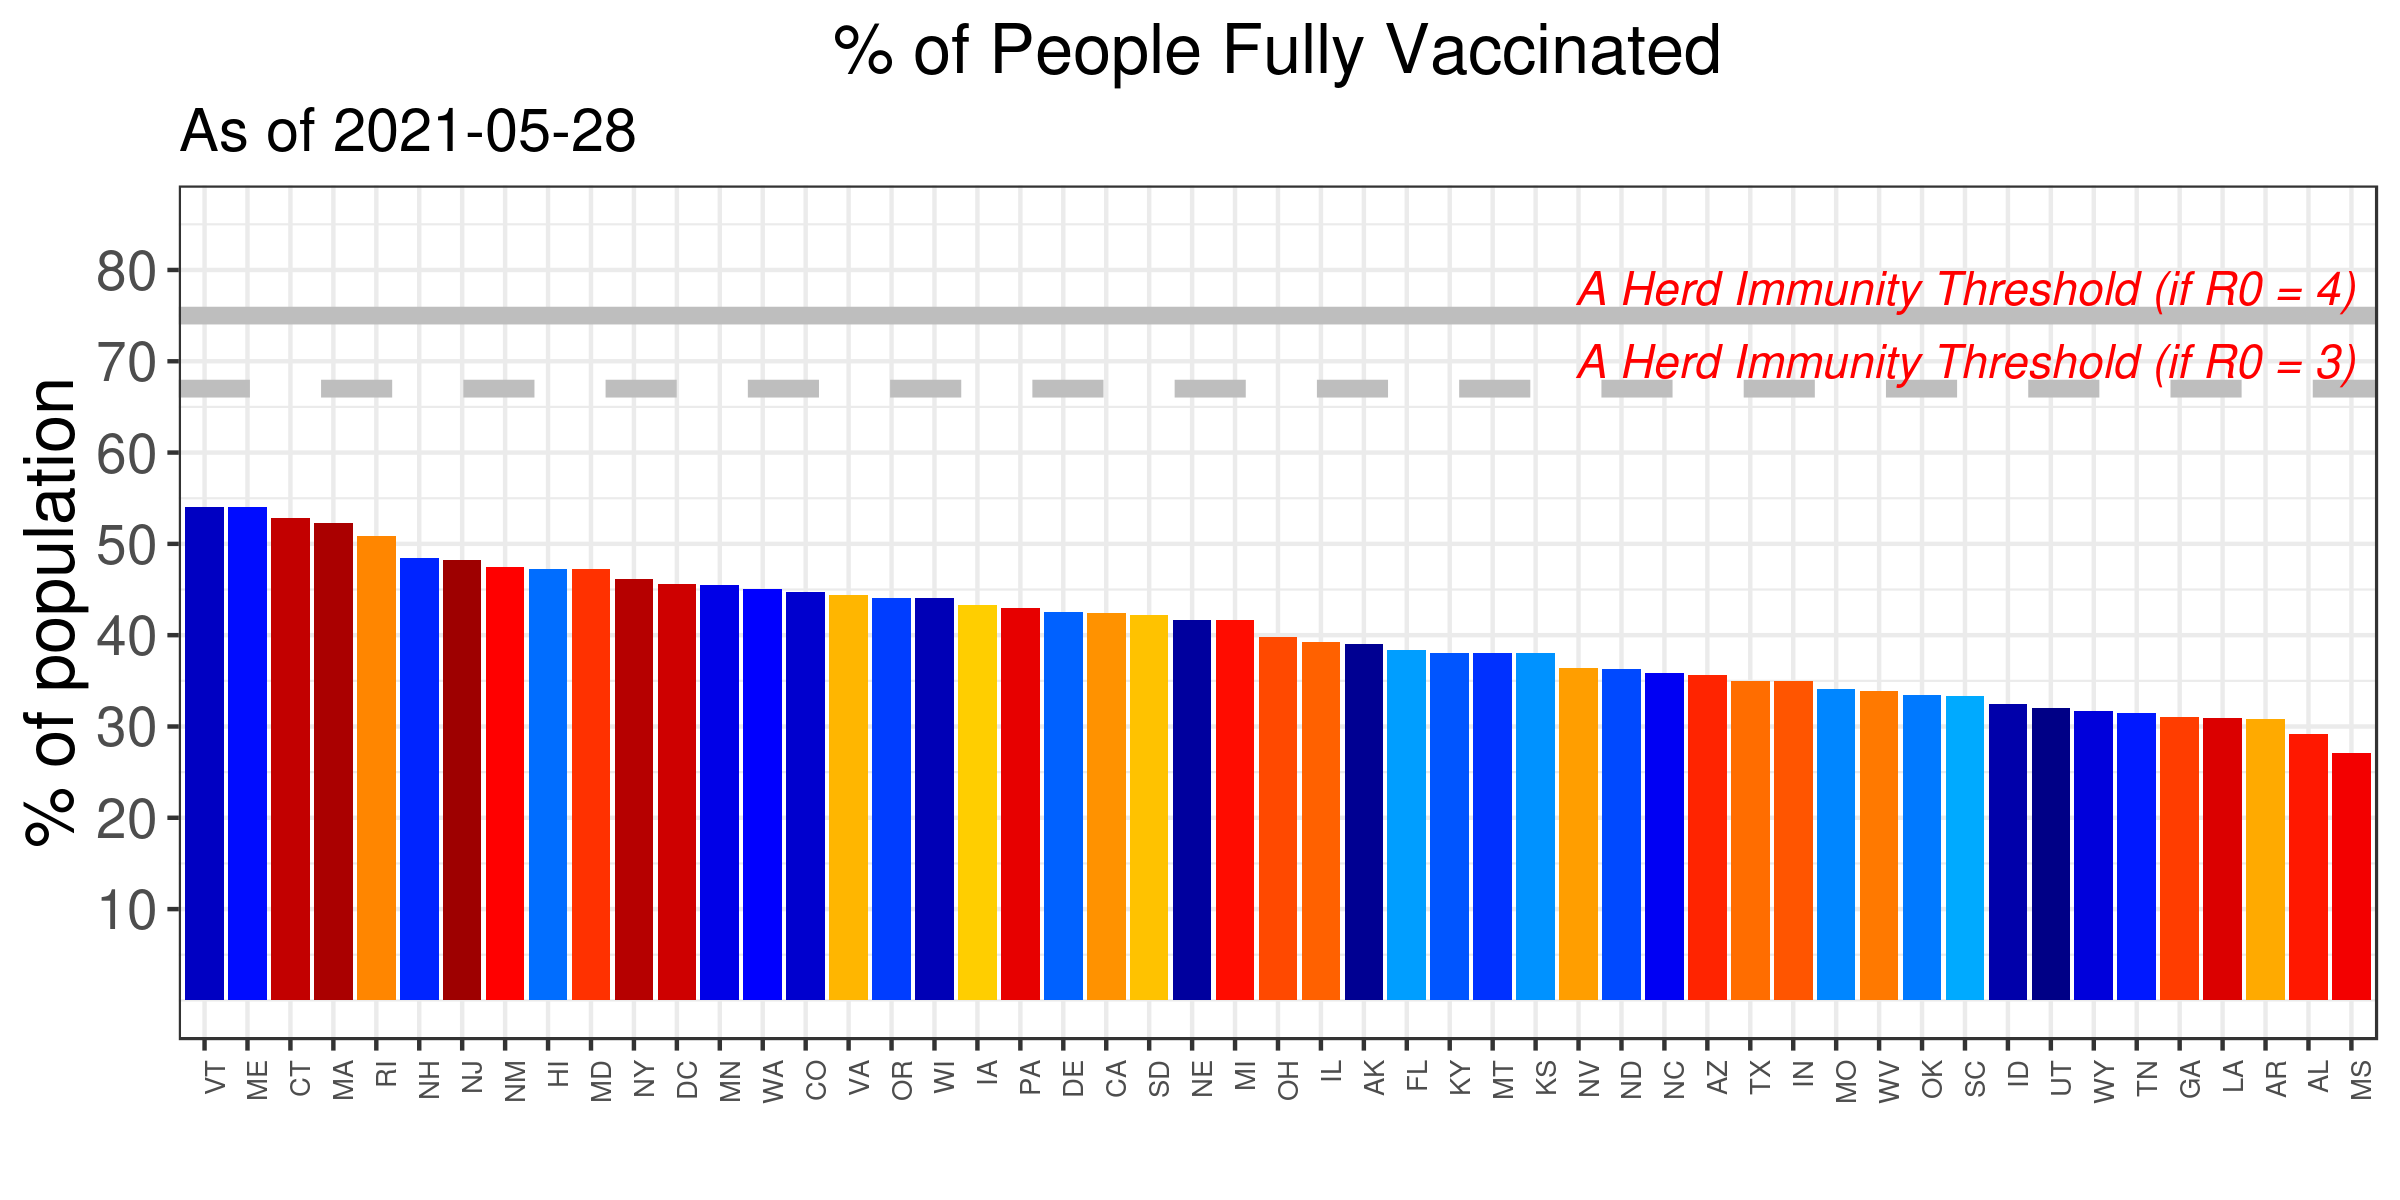 % of People Fully Vaccinated
As of 2021-05-28
% of population
80
70
60
50
40
30
20
10
A Herd Immunity Threshold (if R0 = 4)
A Herd Immunity Threshold (if R0 = 3)
VT ME CT MA RI NH NJ NM HI MD NY DC MN WA CO VA OR WI IA PA DE CA SD NE MI OH IL AK FL KY MT KS NV ND NC AZ TX IN MO WV OK SC ID UT WY TN GA LA AR AL MS